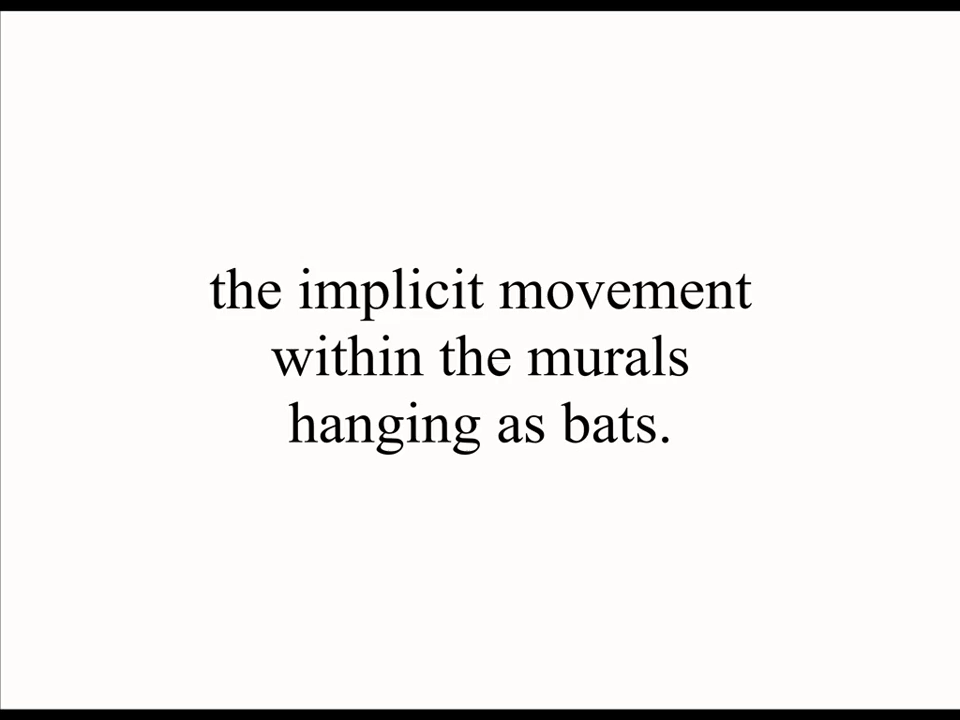 the implicit movement
within the murals
hanging as bats.